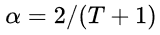 α = 2/(T + 1)